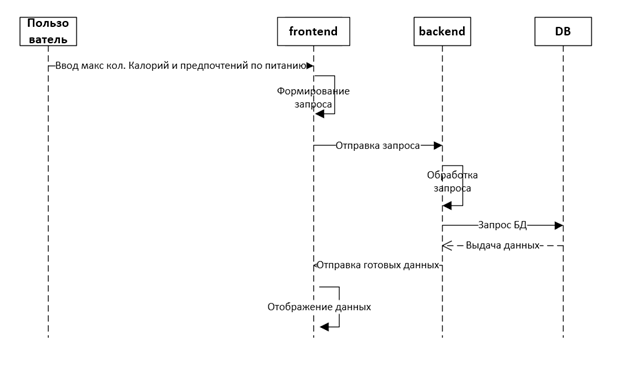 Пользо
ватель
frontend
backend
DB
Ввод макс кол. Калорий и предпочтений по питанию
Формирование
запроса
Отправка запроса
Обработка
запроса
Запрос БД
Выдача данных
Отправка готовых данных
Отображение данных